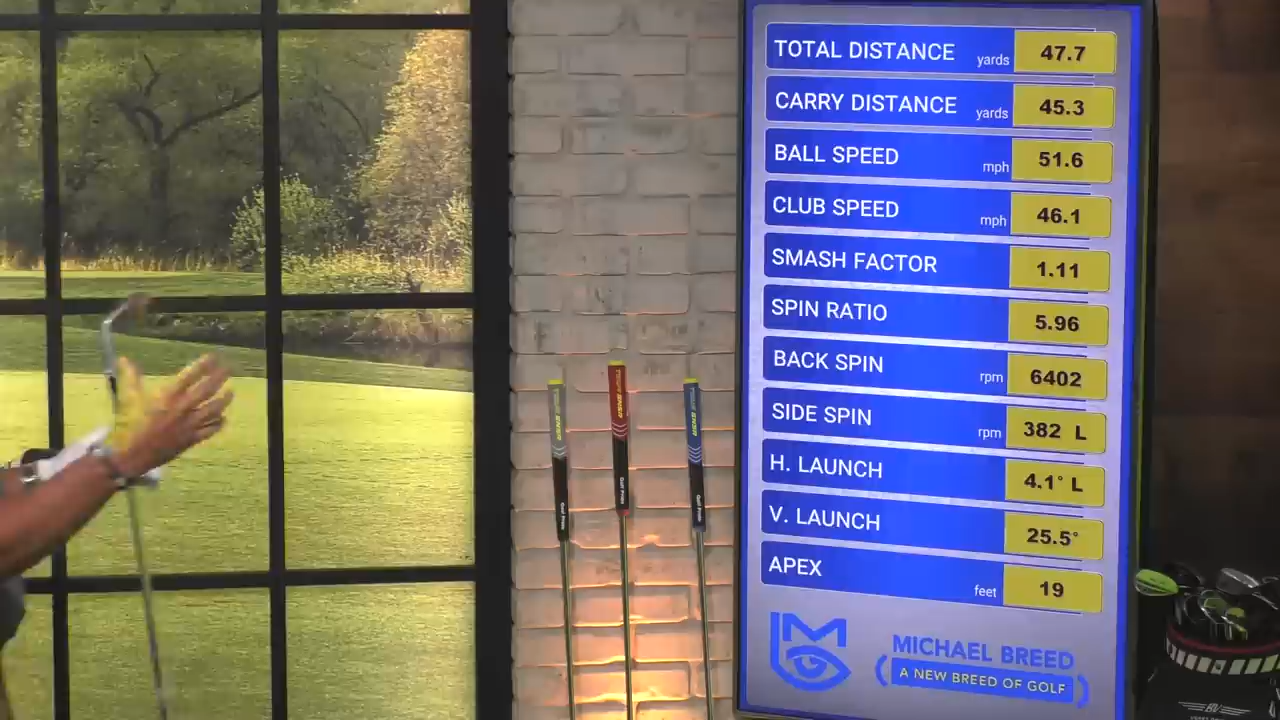 TOTAL DISTANCE yards 47.7
CARRY DISTANCE yards 45.3
BALL SPEED mph 51.6
CLUB SPEED mph 46.1
SMASH FACTOR 1.11
SPIN RATIO 5.96
BACK SPIN rpm 6402
SIDE SPIN rpm 382 L
H. LAUNCH 4.1° L
V. LAUNCH 25.5°
APEX feet 19
MICHAEL BREED
A NEW BREED OF GOLF